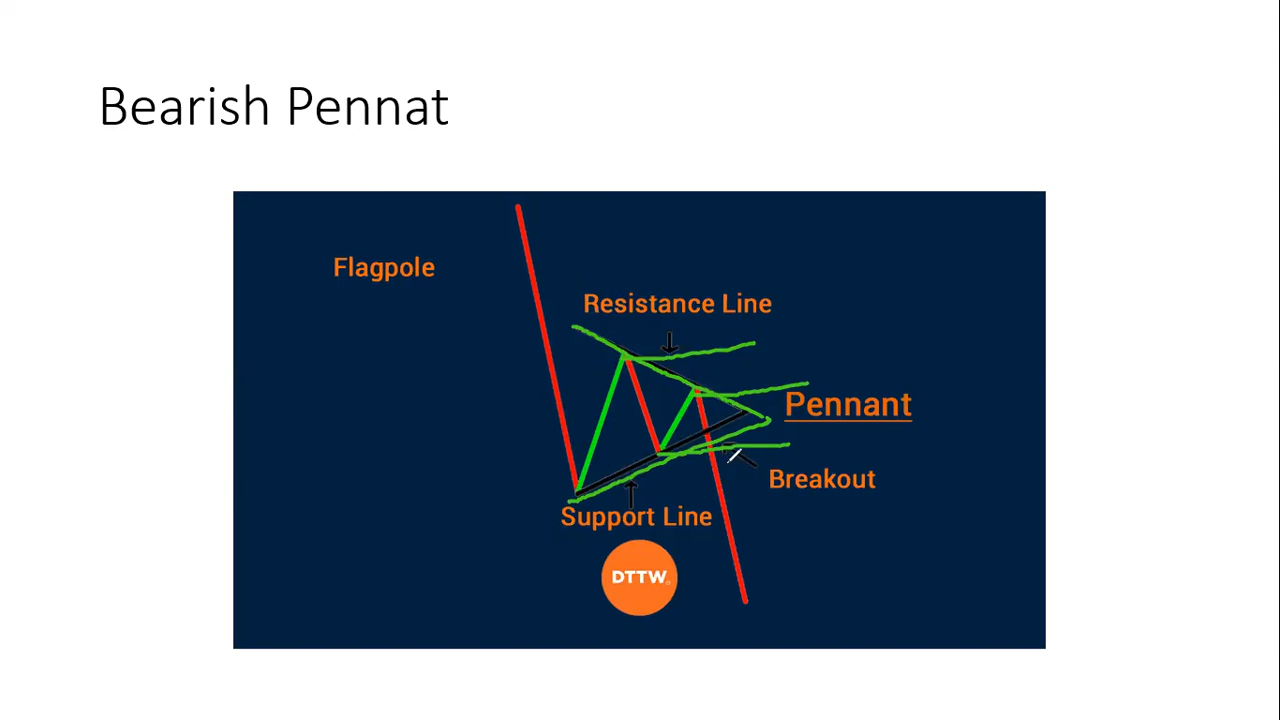 Bearish Pennat
Flagpole
Resistance Line
Pennant
Breakout
Support Line
DTTW